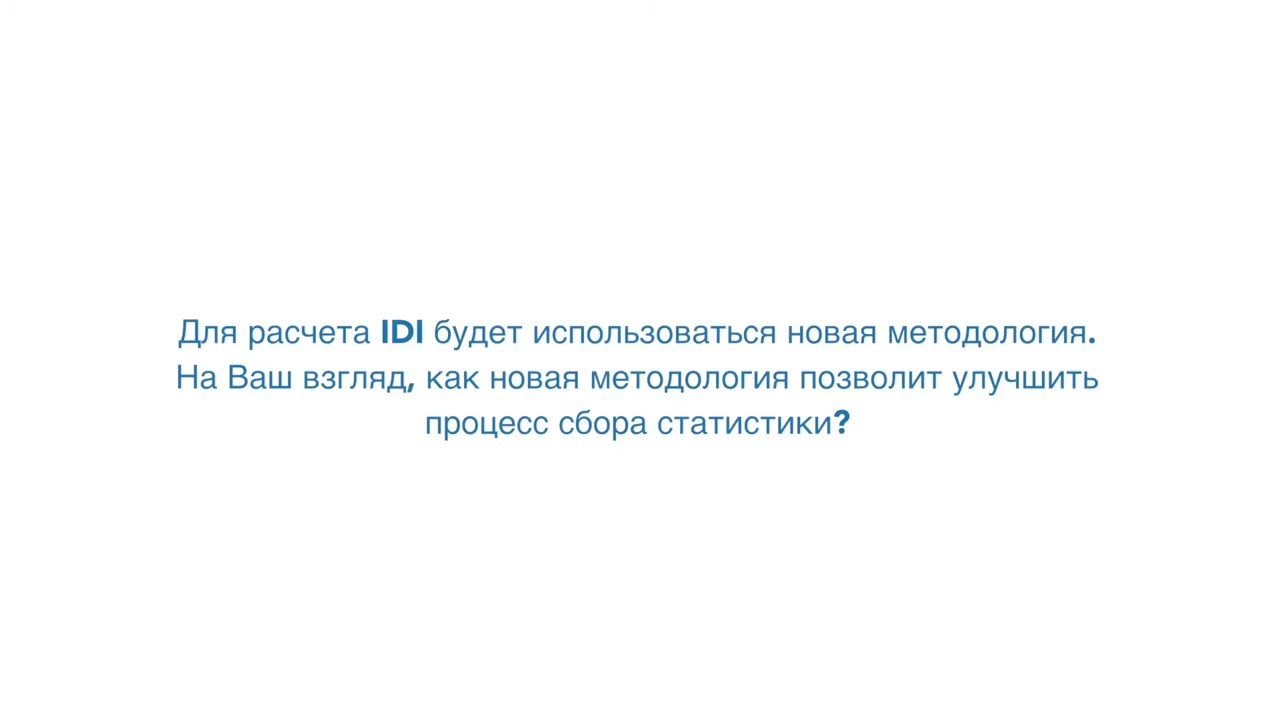 Для расчета IDI будет использоваться новая методология.
На Ваш взгляд, как новая методология позволит улучшить
процесс сбора статистики?